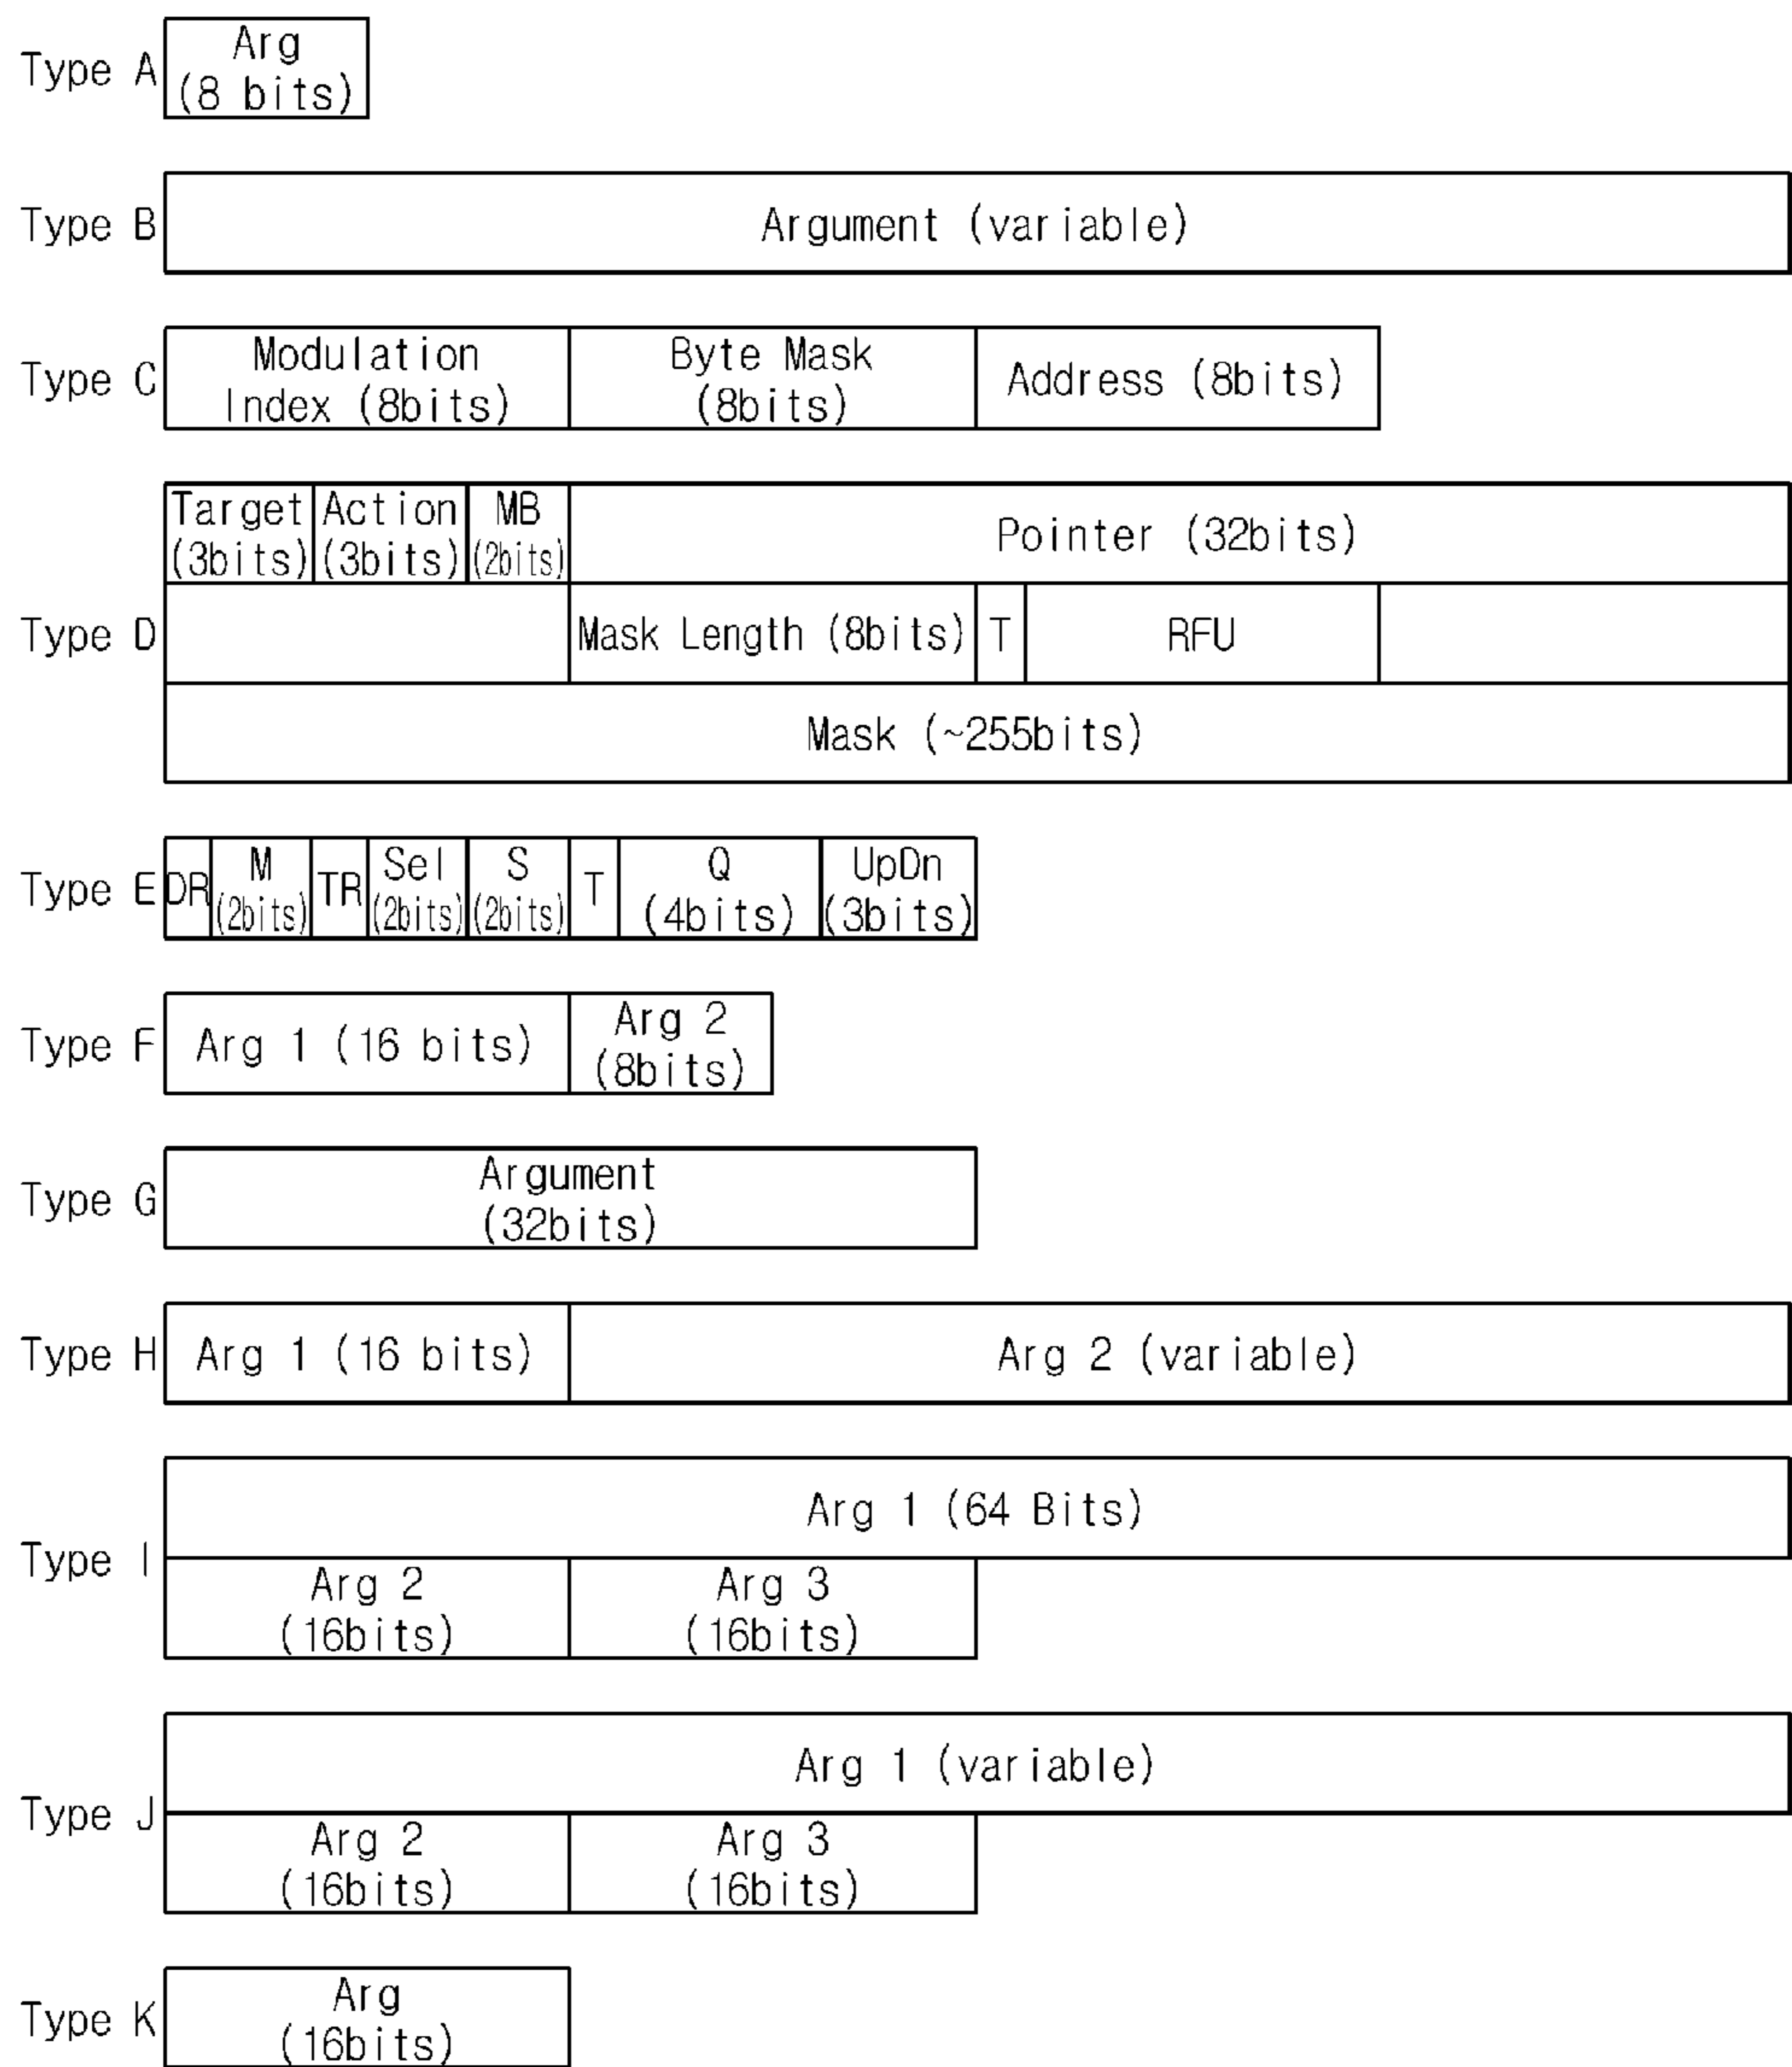 Type A
Arg
(8 bits)
Type B
Argument (variable)
Type C
Modulation
Index (8bits)
Byte Mask
(8bits)
Address (8bits)
Type D
Target
(3bits)
Action
(3bits)
MB
(2bits)
Pointer (32bits)
Mask Length (8bits)
T
RFU
Mask (~255bits)
Type E
DR
M
(2bits)
TR
Sel
(2bits)
S
(2bits)
T
Q
(4bits)
UpDn
(3bits)
Type F
Arg 1 (16 bits)
Arg 2
(8bits)
Type G
Argument
(32bits)
Type H
Arg 1 (16 bits)
Arg 2 (variable)
Type I
Arg 1 (64 Bits)
Arg 2
(16bits)
Arg 3
(16bits)
Type J
Arg 1 (variable)
Arg 2
(16bits)
Arg 3
(16bits)
Type K
Arg
(16bits)